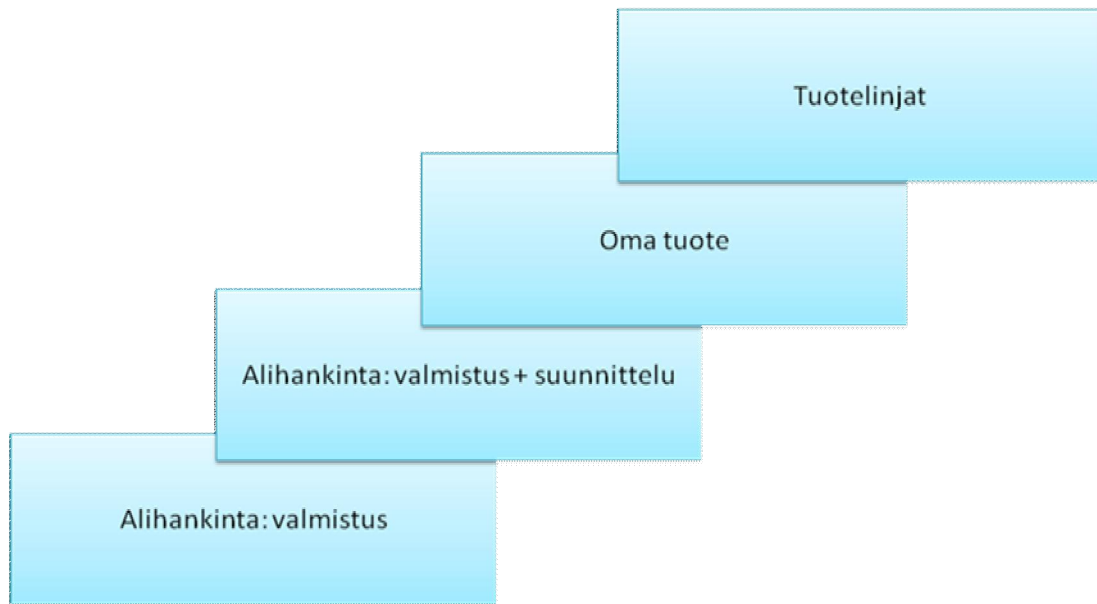 Tuotelinjat
Oma tuote
Alihankinta: valmistus + suunnittelu
Alihankinta: valmistus